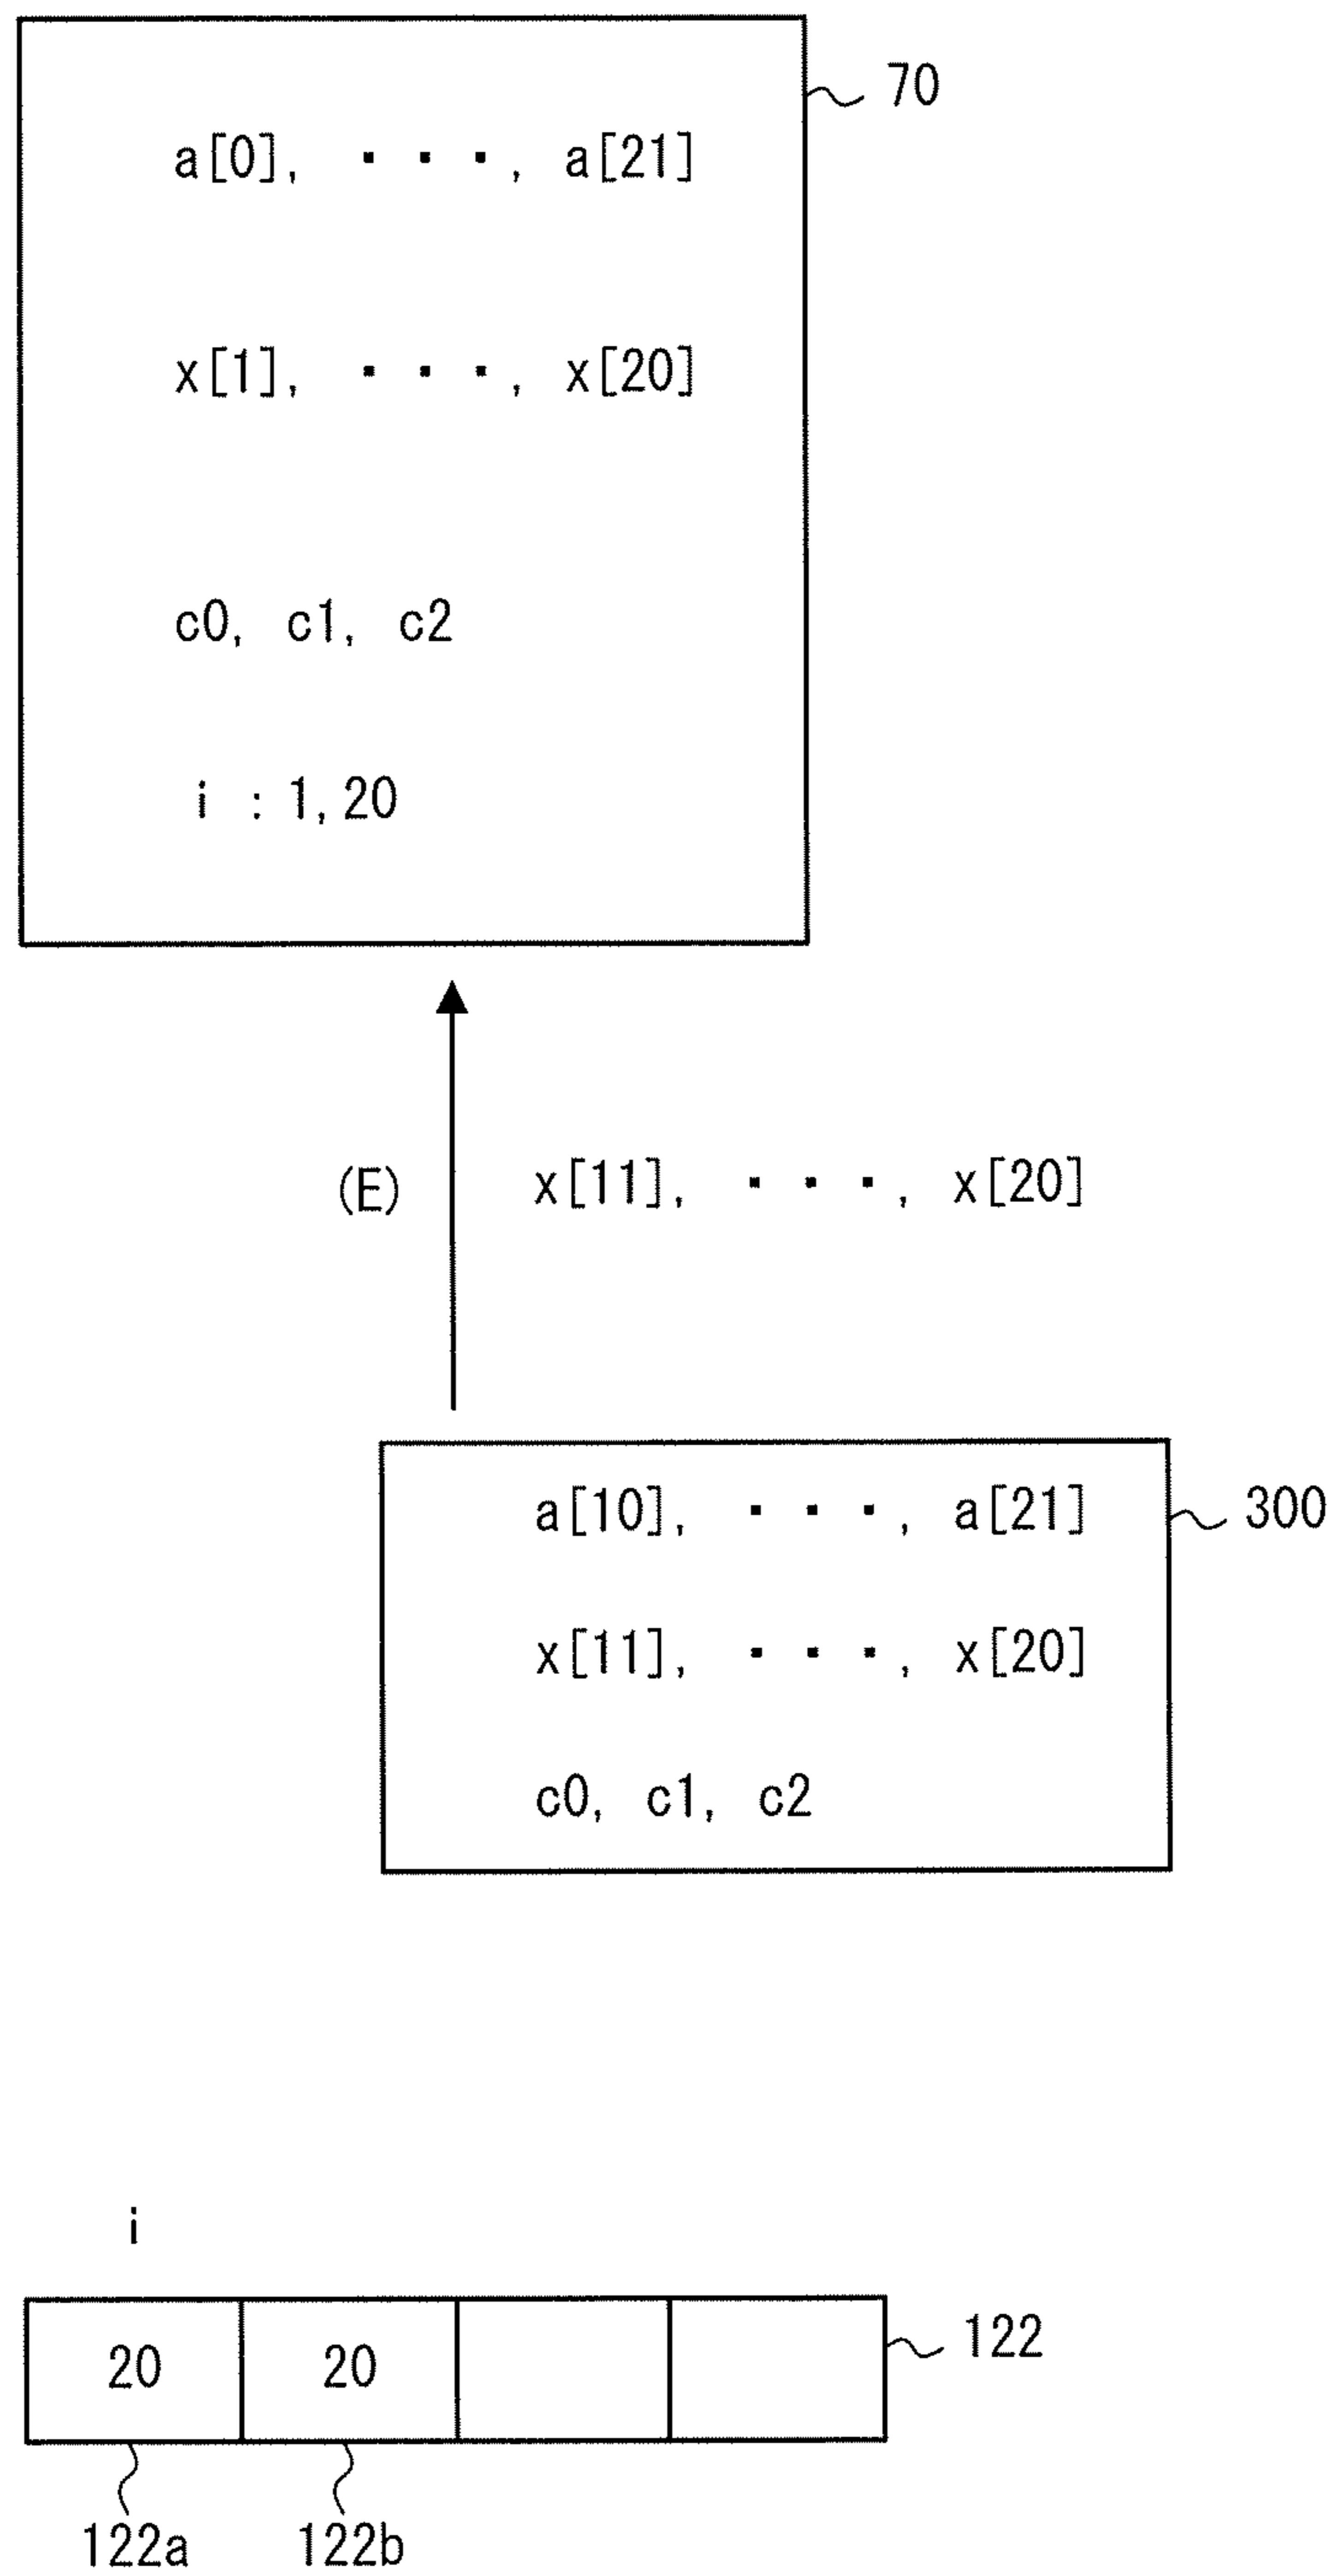 70
a[0], ・・・, a[21]
x[1], ・・・, x[20]
c0, c1, c2
i : 1,20
(E) x[11], ・・・, x[20]
a[10], ・・・, a[21]
300
x[11], ・・・, x[20]
c0, c1, c2
i
20 20
122
122a 122b